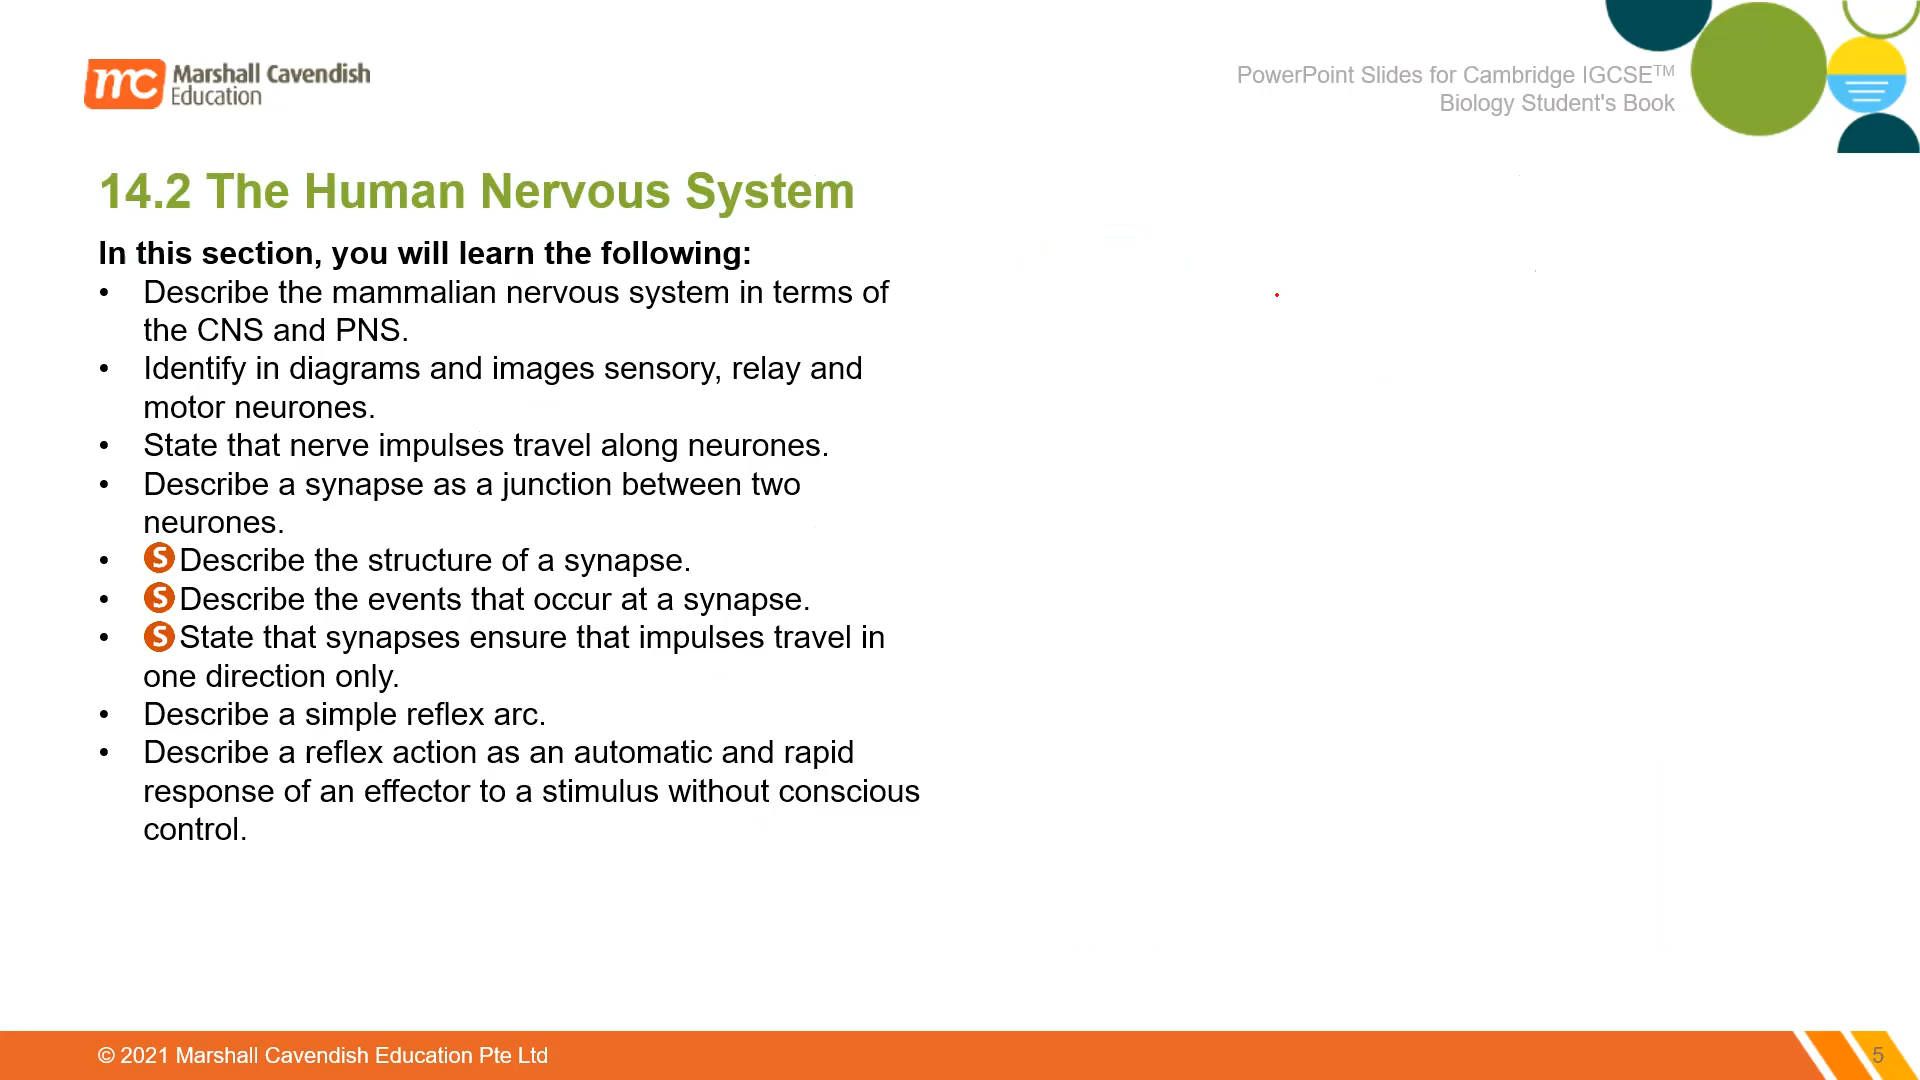 mc Marshall Cavendish
Education
PowerPoint Slides for Cambridge IGCSE™
Biology Student's Book
14.2 The Human Nervous System
In this section, you will learn the following:
• Describe the mammalian nervous system in terms of
the CNS and PNS.
• Identify in diagrams and images sensory, relay and
motor neurones.
• State that nerve impulses travel along neurones.
• Describe a synapse as a junction between two
neurones.
• S Describe the structure of a synapse.
• S Describe the events that occur at a synapse.
• S State that synapses ensure that impulses travel in
one direction only.
• Describe a simple reflex arc.
• Describe a reflex action as an automatic and rapid
response of an effector to a stimulus without conscious
control.
© 2021 Marshall Cavendish Education Pte Ltd
5